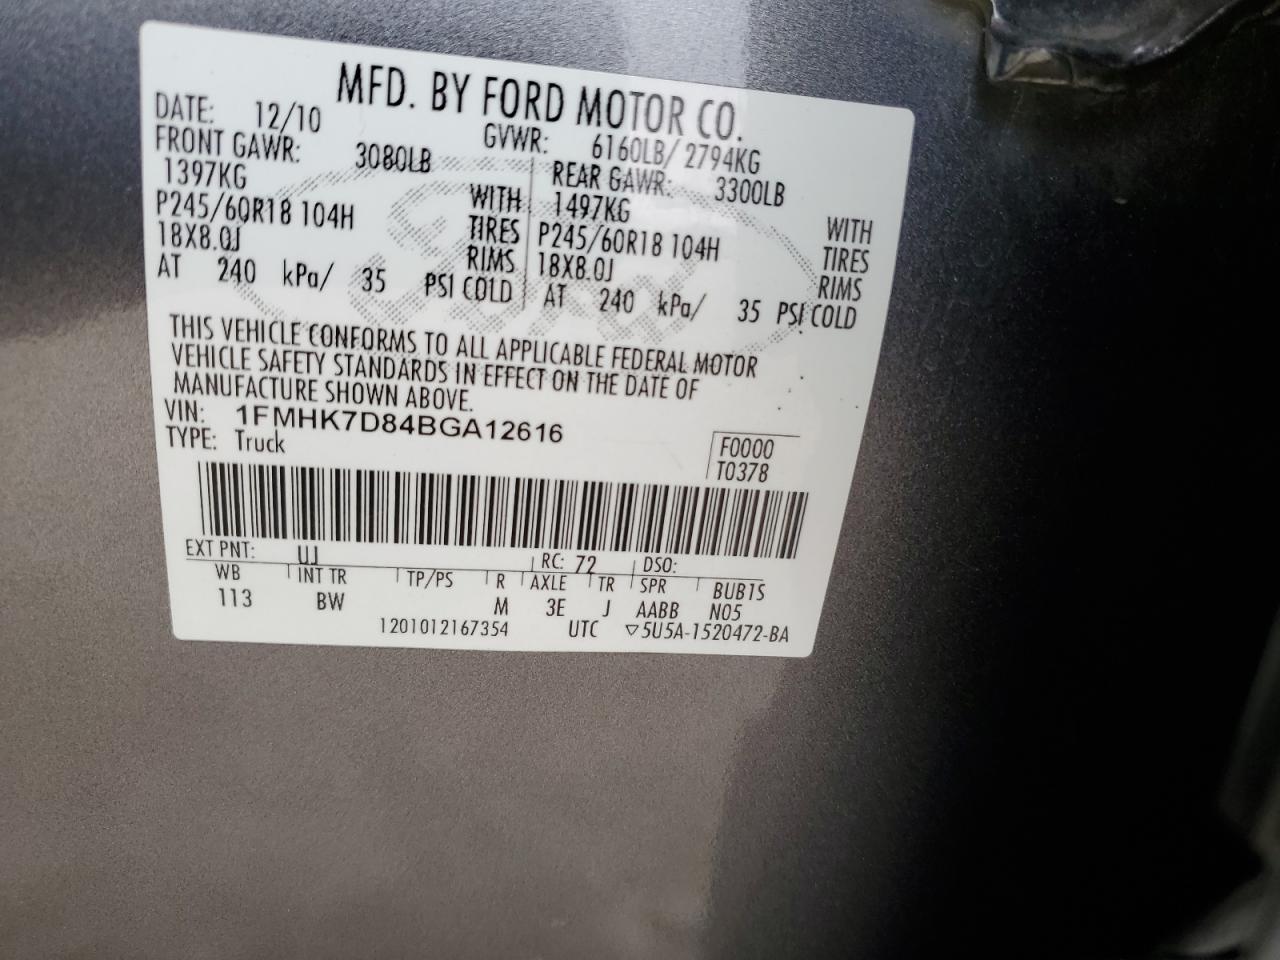 MFD. BY FORD MOTOR CO.
DATE: 12/10 GVWR: 6160LB/ 2794KG
FRONT GAWR: 3080LB REAR GAWR: 3300LB
1397KG WITH 1497KG WITH
P245/60R18 104H TIRES P245/60R18 104H TIRES
18X8.0J RIMS 18X8.0J RIMS
AT 240 kPa/ 35 PSI COLD AT 240 kPa/ 35 PSI COLD
THIS VEHICLE CONFORMS TO ALL APPLICABLE FEDERAL MOTOR
VEHICLE SAFETY STANDARDS IN EFFECT ON THE DATE OF
MANUFACTURE SHOWN ABOVE.
VIN: 1FMHK7D84BGA12616
TYPE: Truck F0000
T0378
EXT PNT: UJ RC: 72 DSO:
WB INT TR TP/PS R AXLE TR SPR BUBTS
113 BW M 3E J AABB N05
1201012167354 UTC ▽5U5A-1520472-BA